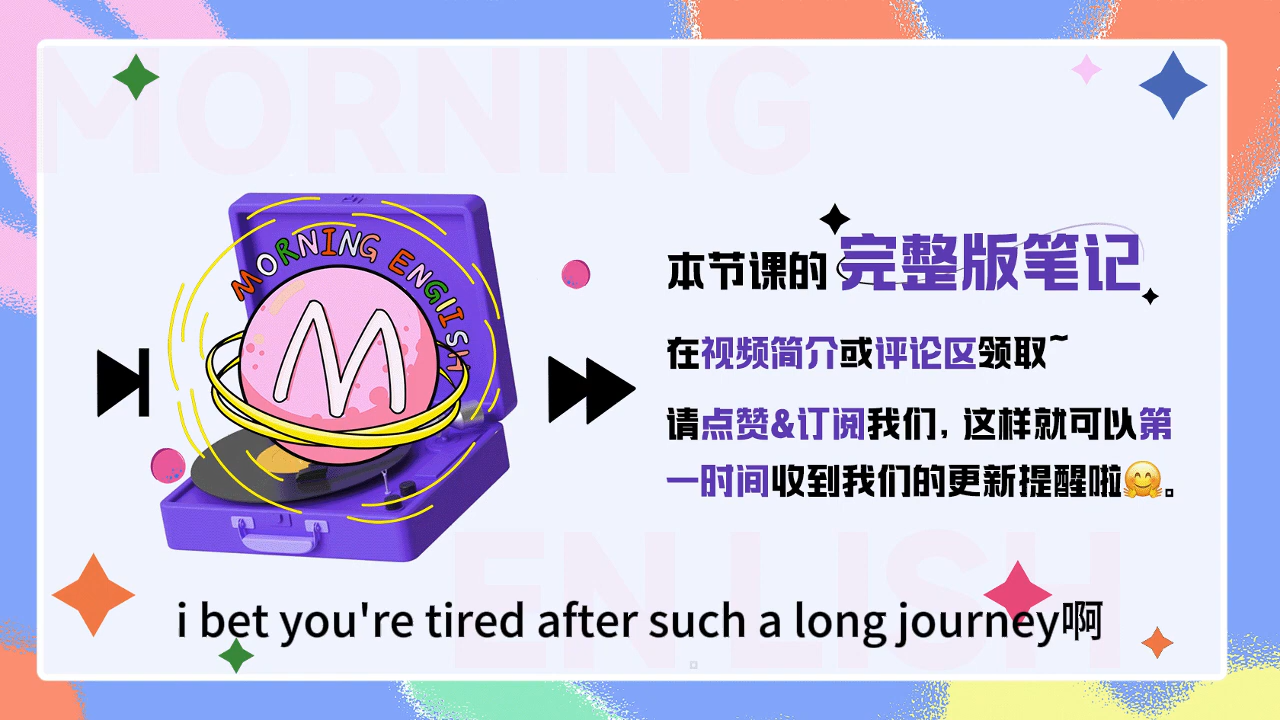 MORNING
MORNING ENGLISH
M
本节课的 完整版笔记
在视频简介或评论区领取~
请点赞&订阅我们, 这样就可以第
一时间收到我们的更新提醒啦🤗。
EN LISH
i bet you're tired after such a long journey啊